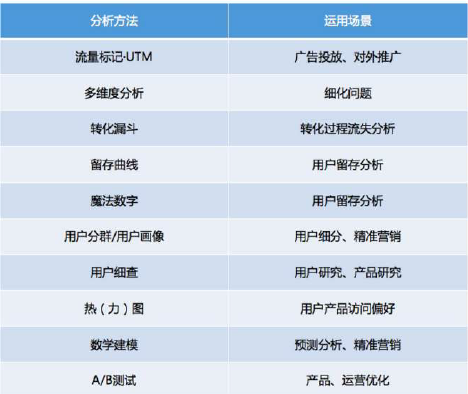 分析方法 运用场景
流量标记·UTM 广告投放、对外推广
多维度分析 细化问题
转化漏斗 转化过程流失分析
留存曲线 用户留存分析
魔法数字 用户留存分析
用户分群/用户画像 用户细分、精准营销
用户细查 用户研究、产品研究
热（力）图 用户产品访问偏好
数学建模 预测分析、精准营销
A/B测试 产品、运营优化